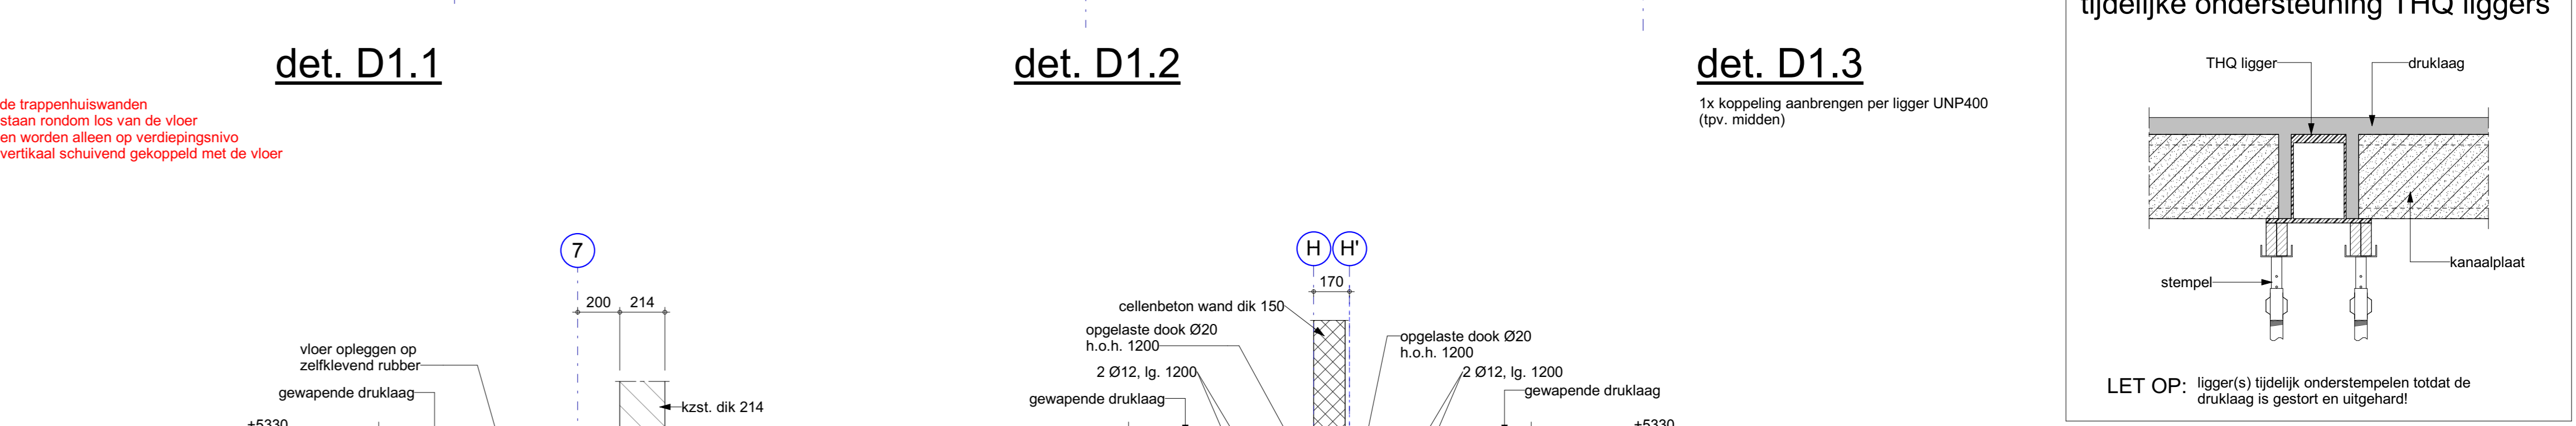 det. D1.1
de trappenhuiswanden
staan rondom los van de vloer
en worden alleen op verdiepingsnivo
vertikaal schuivend gekoppeld met de vloer
7
200 214
vloer opleggen op
zelfklevend rubber
gewapende druklaag
kzst. dik 214
+5330
det. D1.2
H H'
170
cellenbeton wand dik 150
opgelaste dook Ø20
h.o.h. 1200
2 Ø12, lg. 1200
gewapende druklaag
opgelaste dook Ø20
h.o.h. 1200
2 Ø12, lg. 1200
gewapende druklaag
+5330
det. D1.3
1x koppeling aanbrengen per ligger UNP400
(tpv. midden)
tijdelijke ondersteuning THQ liggers
THQ ligger
druklaag
kanaalplaat
stempel
LET OP: ligger(s) tijdelijk onderstempelen totdat de
druklaag is gestort en uitgehard!